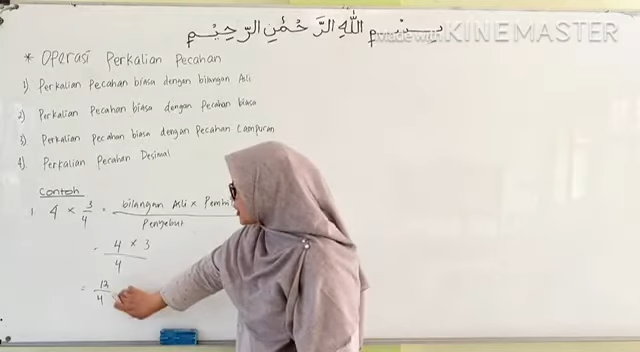 بِسْمِ اللهِ الرَّحْمٰنِ الرَّحِيْمِ
made with KINEMASTER
* Operasi Perkalian Pecahan
1) Perkalian Pecahan biasa dengan bilangan Asli
2) Perkalian Pecahan biasa dengan Pecahan biasa
3) Perkalian Pecahan biasa dengan Pecahan Campuran
4) Perkalian Pecahan Desimal
Contoh
1. 4 × 3/4 = bilangan Asli ×
Penyebut
= 4 × 3
4
= 12
4